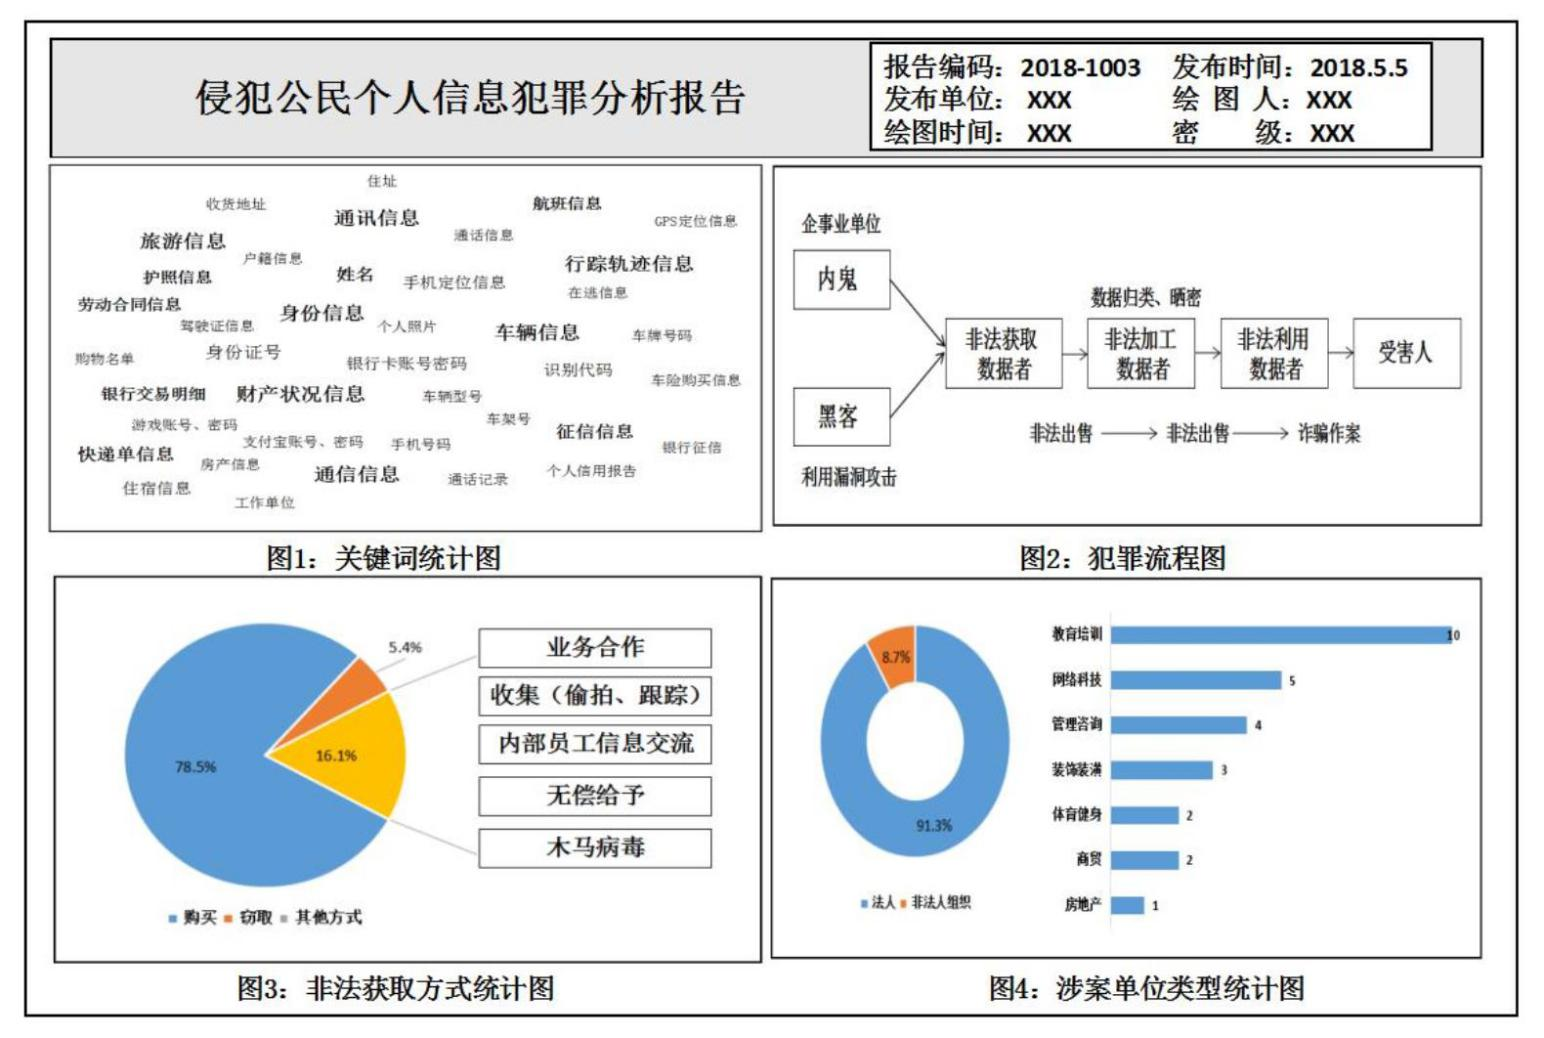 侵犯公民个人信息犯罪分析报告
报告编码：2018-1003 发布时间：2018.5.5
发布单位：XXX 绘 图 人：XXX
绘图时间：XXX 密 级：XXX
住址
收货地址
航班信息
通讯信息
GPS定位信息
旅游信息
通话信息
户籍信息
行踪轨迹信息
护照信息
姓名
手机定位信息
在逃信息
劳动合同信息
身份信息
驾驶证信息
个人照片
车辆信息
车牌号码
购物名单
身份证号
银行卡账号密码
识别代码
车险购买信息
银行交易明细
财产状况信息
车辆型号
游戏账号、密码
车架号
支付宝账号、密码
手机号码
征信信息
银行征信
快递单信息
房产信息
通信信息
通话记录
个人信用报告
住宿信息
工作单位
图1：关键词统计图
企事业单位
内鬼
数据归类、晒密
非法获取
数据者
非法加工
数据者
非法利用
数据者
受害人
黑客
非法出售
非法出售
诈骗作案
利用漏洞攻击
图2：犯罪流程图
5.4%
78.5%
16.1%
业务合作
收集（偷拍、跟踪）
内部员工信息交流
无偿给予
木马病毒
购买 窃取 其他方式
图3：非法获取方式统计图
8.7%
91.3%
法人 非法人组织
教育培训 10
网络科技 5
管理咨询 4
装饰装潢 3
体育健身 2
商贸 2
房地产 1
图4：涉案单位类型统计图